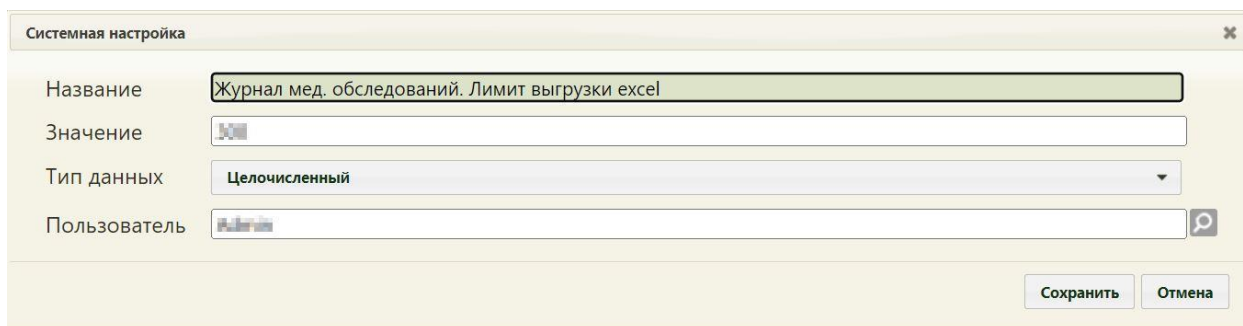 Системная настройка
Название Журнал мед. обследований. Лимит выгрузки excel
Значение
Тип данных Целочисленный
Пользователь
Сохранить Отмена